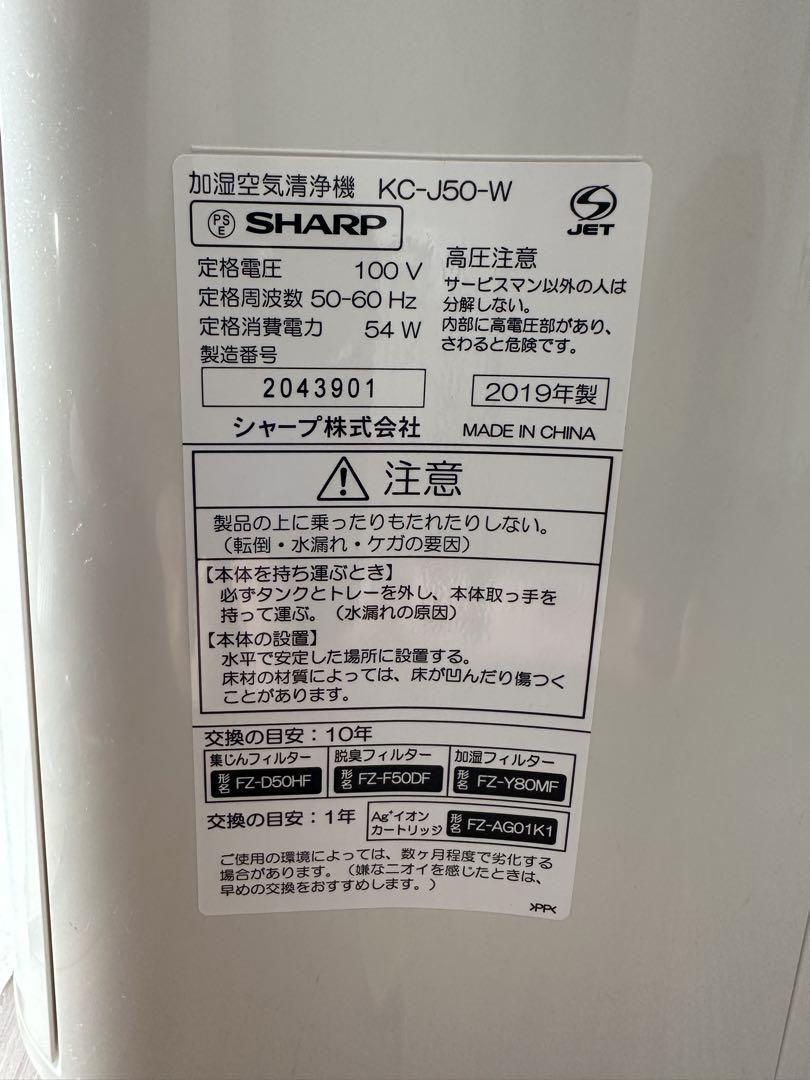 加湿空気清浄機 KC-J50-W
PS
E
SHARP
JET
定格電圧 100 V
定格周波数 50-60 Hz
定格消費電力 54 W
製造番号
2043901
高圧注意
サービスマン以外の人は
分解しない。
内部に高電圧部があり、
さわると危険です。
2019年製
シャープ株式会社 MADE IN CHINA
注意
製品の上に乗ったりもたれたりしない。
（転倒・水漏れ・ケガの要因）
【本体を持ち運ぶとき】
必ずタンクとトレーを外し、本体取っ手を
持って運ぶ。（水漏れの原因）
【本体の設置】
水平で安定した場所に設置する。
床材の材質によっては、床が凹んだり傷つく
ことがあります。
交換の目安：10年
集じんフィルター
形名 FZ-D50HF
脱臭フィルター
形名 FZ-F50DF
加湿フィルター
形名 FZ-Y80MF
交換の目安：1年
Ag⁺イオン
カートリッジ
形名 FZ-AG01K1
ご使用の環境によっては、数ヶ月程度で劣化する
場合があります。（嫌なニオイを感じたときは、
早めの交換をおすすめします。）
>PP<